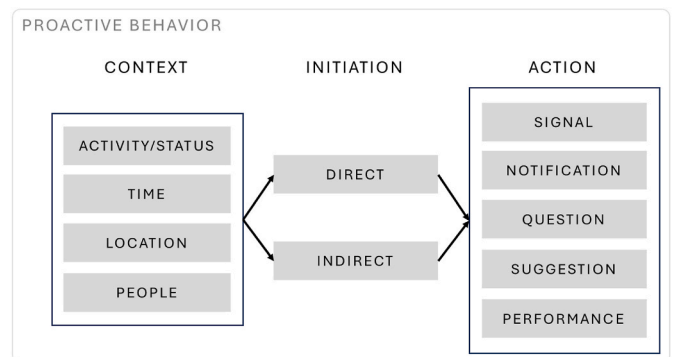 PROACTIVE BEHAVIOR
CONTEXT
ACTIVITY/STATUS
TIME
LOCATION
PEOPLE
INITIATION
DIRECT
INDIRECT
ACTION
SIGNAL
NOTIFICATION
QUESTION
SUGGESTION
PERFORMANCE